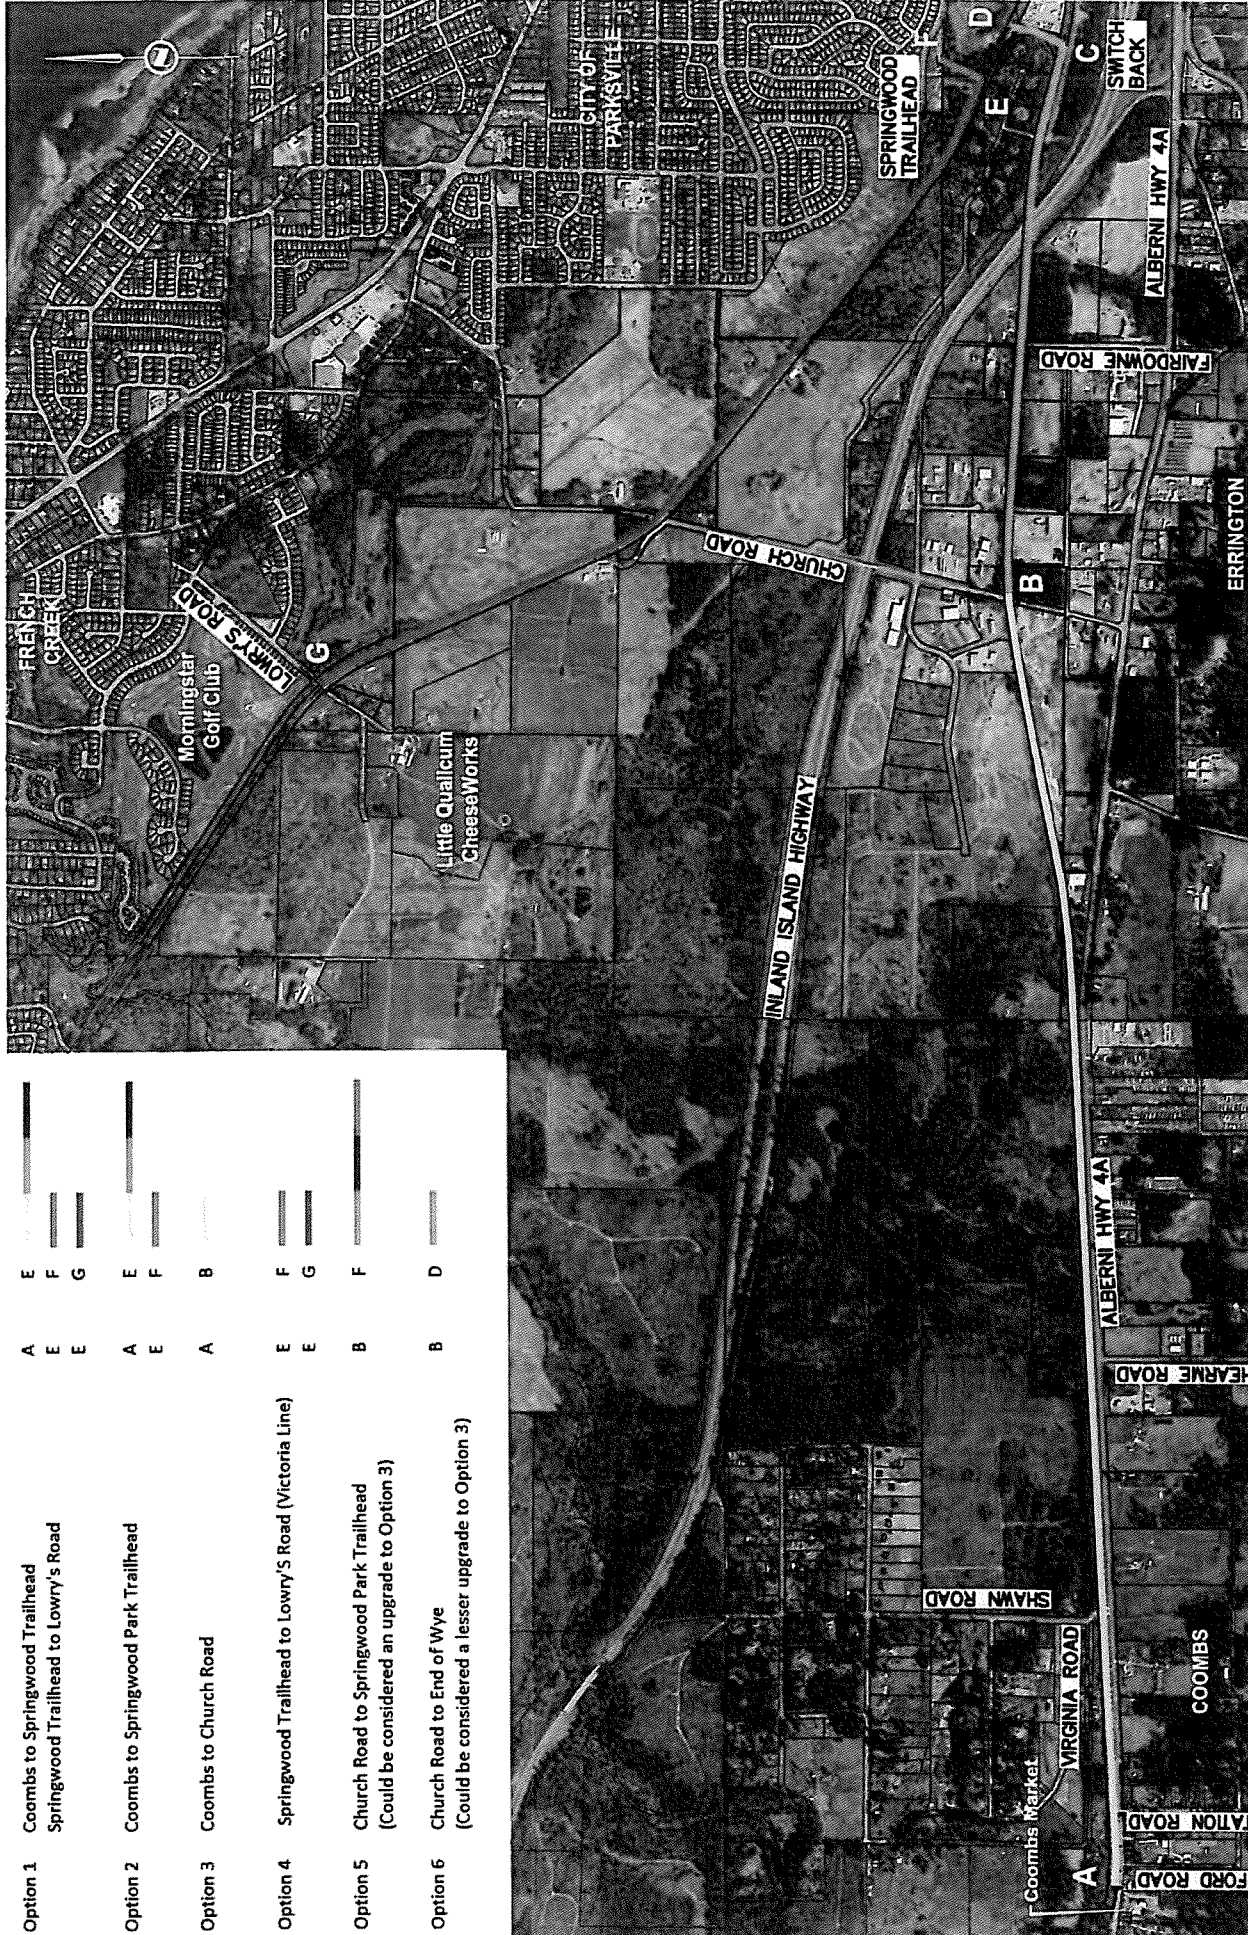 Option 1 Coombs to Springwood Trailhead A E
Springwood Trailhead to Lowry's Road E F
E G
Option 2 Coombs to Springwood Park Trailhead A E
E F
Option 3 Coombs to Church Road A B
Option 4 Springwood Trailhead to Lowry'S Road (Victoria Line) E F
E G
Option 5 Church Road to Springwood Park Trailhead B F
(Could be considered an upgrade to Option 3)
Option 6 Church Road to End of Wye B D
(Could be considered a lesser upgrade to Option 3)
FRENCH
CREEK
Morningstar
Golf Club
LOWRY'S ROAD
G
Little Qualicum
CheeseWorks
CITY OF
PARKSVILLE
SPRINGWOOD
TRAILHEAD
F
D
E
C
SWITCH
BACK
ALBERNI HWY 4A
FAIRDOWNE ROAD
CHURCH ROAD
B
ERRINGTON
INLAND ISLAND HIGHWAY
ALBERNI HWY 4A
HEARME ROAD
SHAWN ROAD
VIRGINIA ROAD
COOMBS
Coombs Market
A
TATION ROAD
FORD ROAD